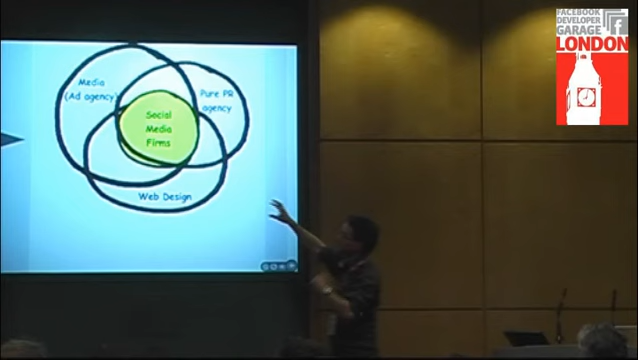 FACEBOOK
DEVELOPER
GARAGE
LONDON
Media
(Ad agency)
Pure PR
agency
Social
Media
Firms
Web Design